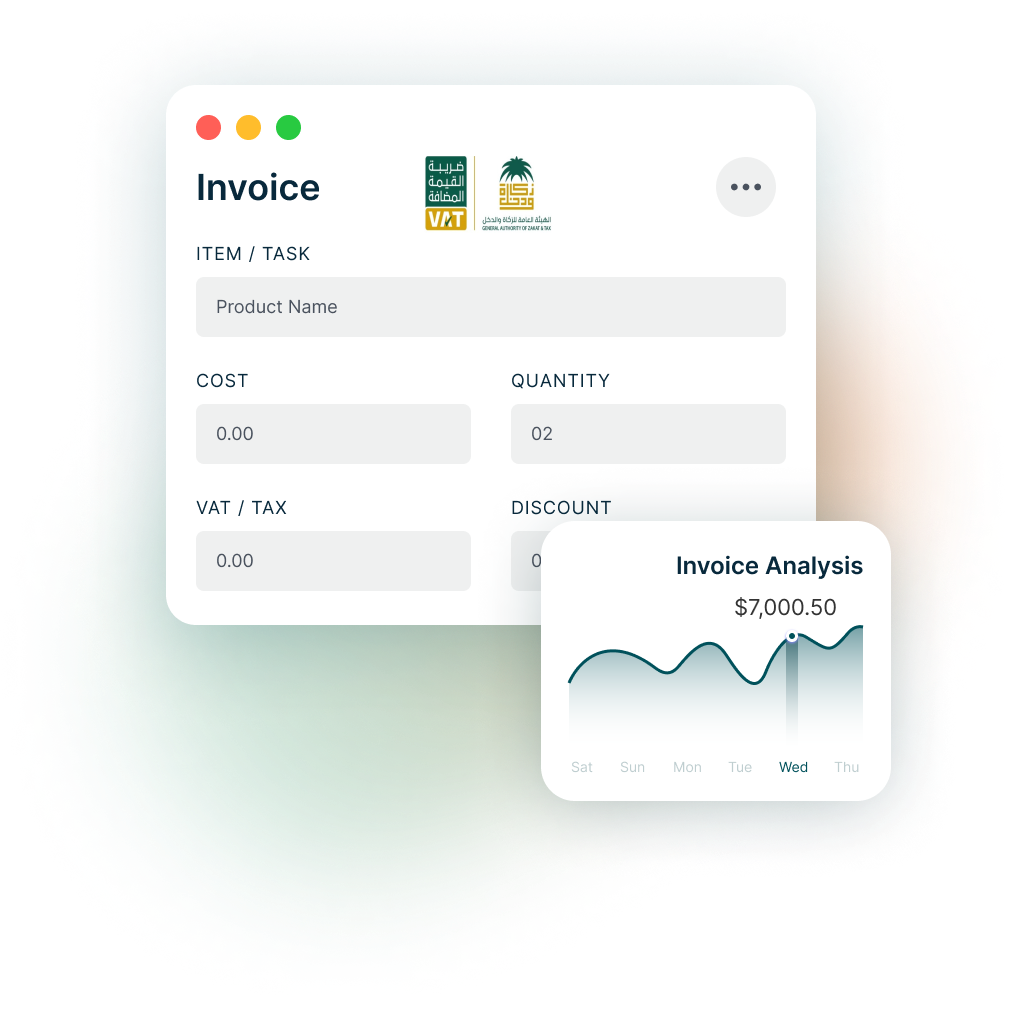 Invoice
ضريبة
القيمة
المضافة
VAT
زكاة
ودخل
الهيئة العامة للزكاة والدخل
GENERAL AUTHORITY OF ZAKAT & TAX
ITEM / TASK
Product Name
COST
QUANTITY
0.00
02
VAT / TAX
DISCOUNT
0.00
0
Invoice Analysis
$7,000.50
Sat Sun Mon Tue Wed Thu